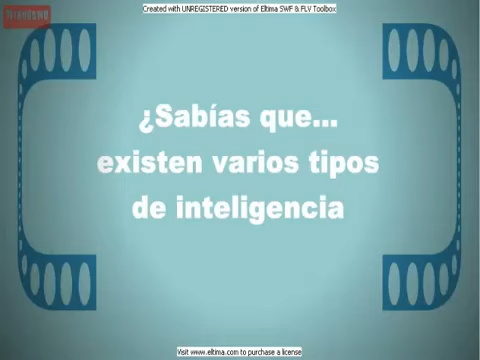 Created with UNREGISTERED version of Eltima SWF & FLV Toolbox
¿Sabías que...
existen varios tipos
de inteligencia
Visit www.eltima.com to purchase a license